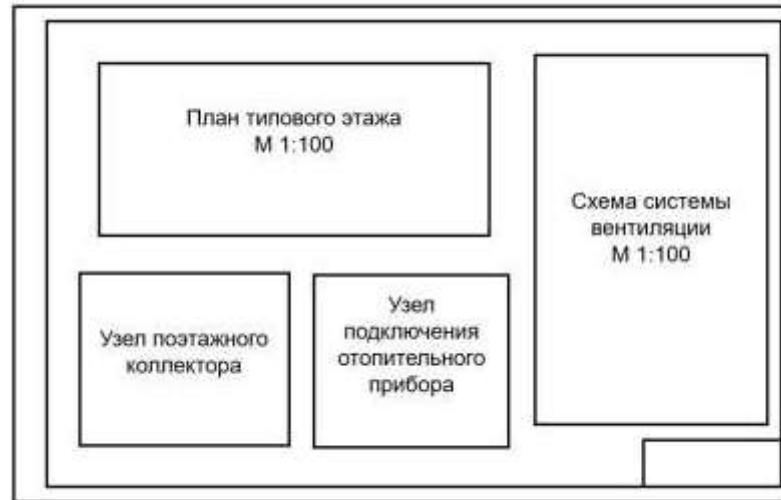 План типового этажа
М 1:100
Схема системы
вентиляции
М 1:100
Узел поэтажного
коллектора
Узел
подключения
отопительного
прибора